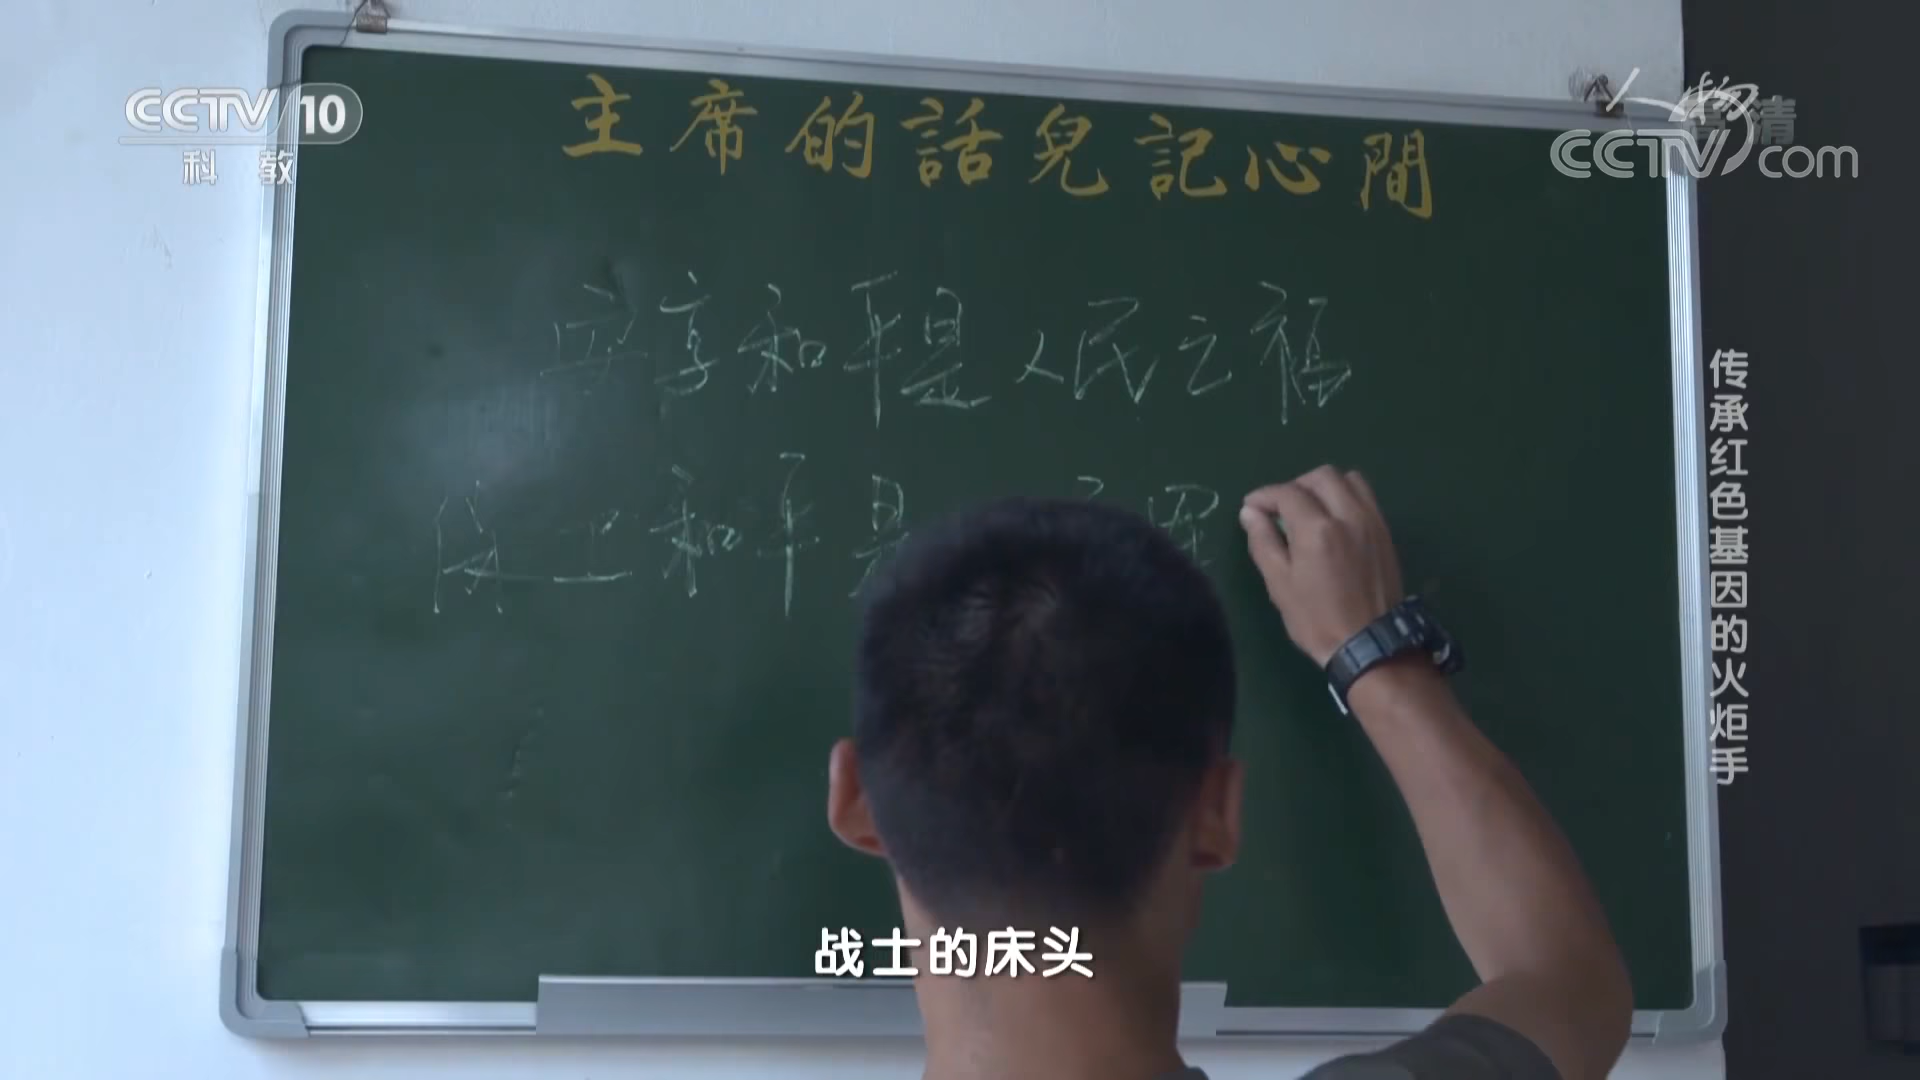 CCTV 10
科教
人物
高清
CCTV.com
主席的話兒記心間
安享和平是人民之福
保卫和平是
传承红色基因的火炬手
战士的床头